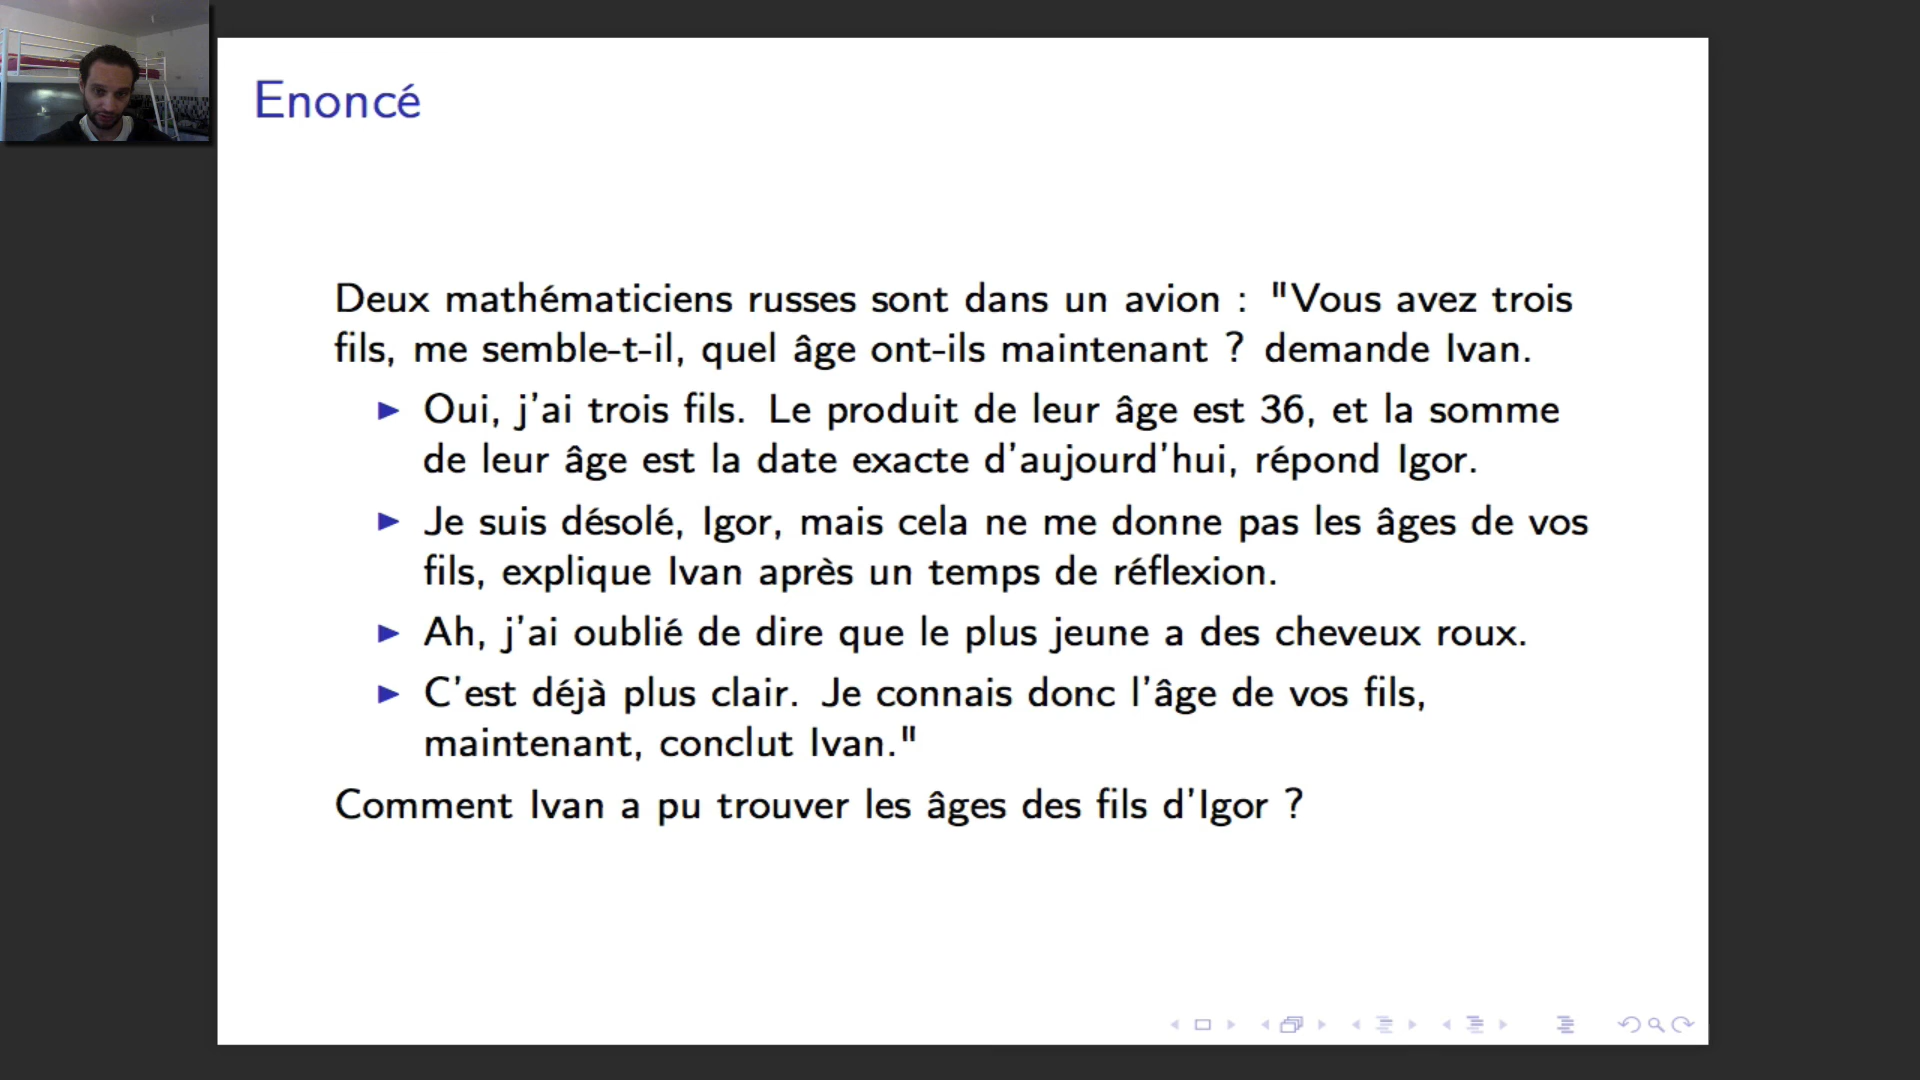 Enoncé
Deux mathématiciens russes sont dans un avion : "Vous avez trois
fils, me semble-t-il, quel âge ont-ils maintenant ? demande Ivan.
Oui, j'ai trois fils. Le produit de leur âge est 36, et la somme
de leur âge est la date exacte d'aujourd'hui, répond Igor.
Je suis désolé, Igor, mais cela ne me donne pas les âges de vos
fils, explique Ivan après un temps de réflexion.
Ah, j'ai oublié de dire que le plus jeune a des cheveux roux.
C'est déjà plus clair. Je connais donc l'âge de vos fils,
maintenant, conclut Ivan."
Comment Ivan a pu trouver les âges des fils d'Igor ?